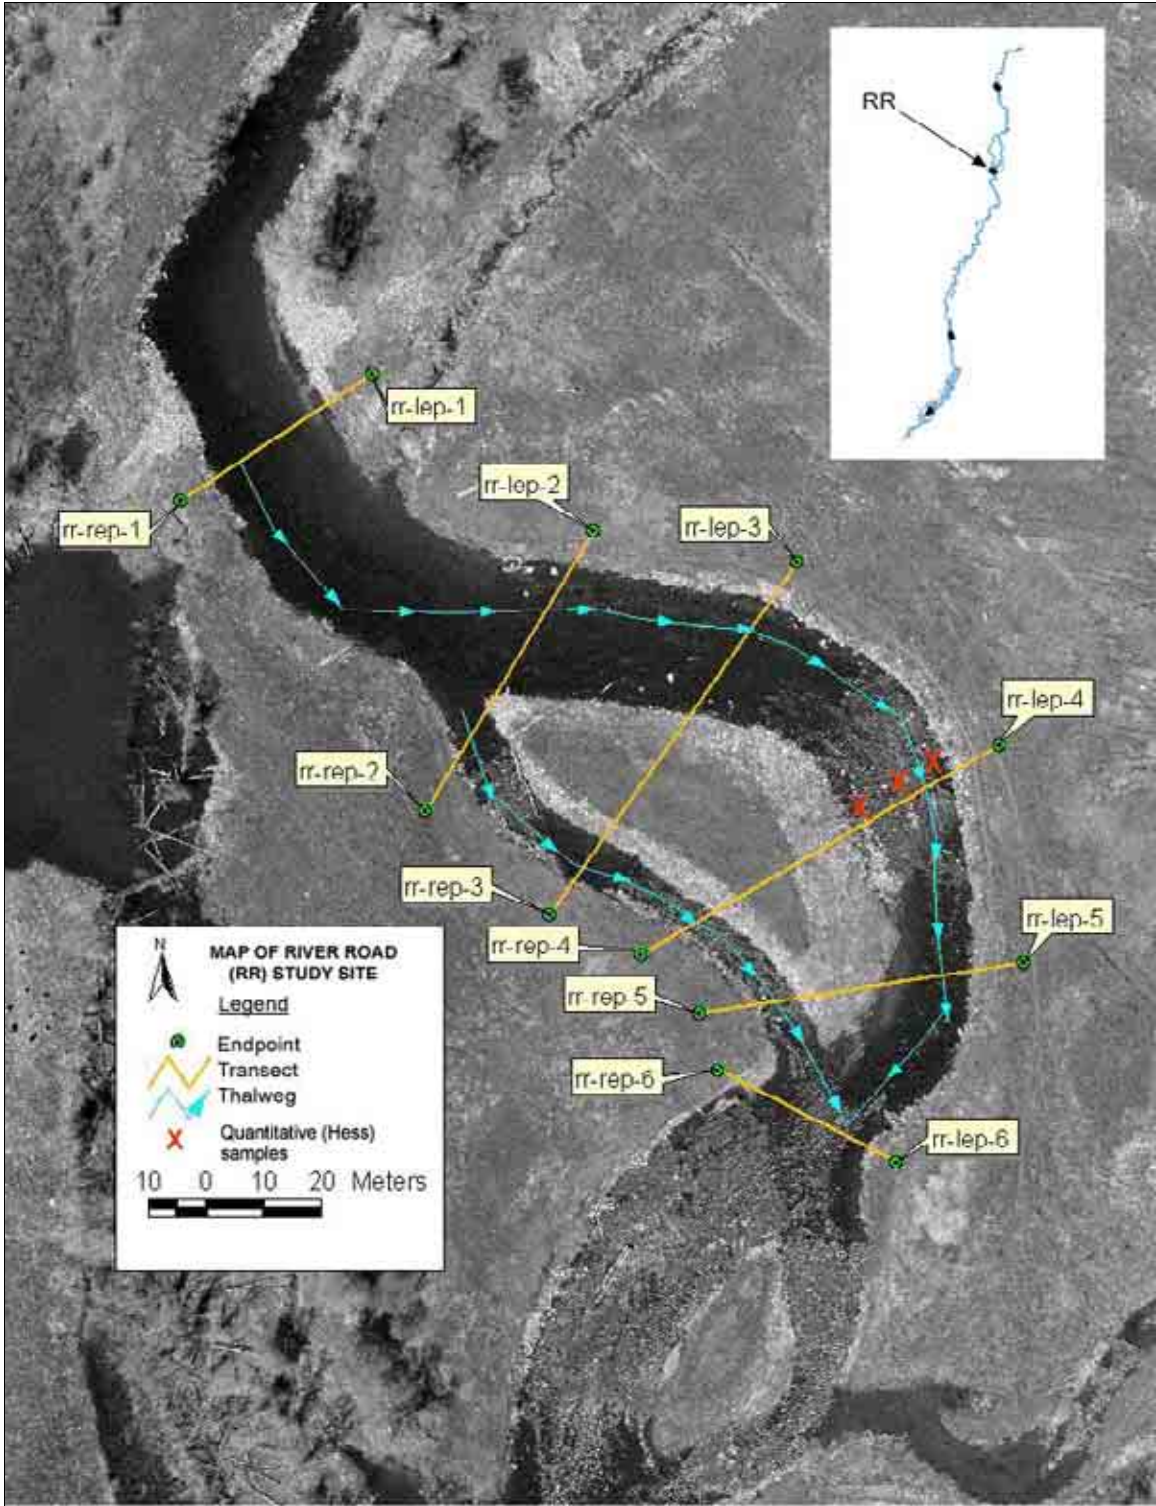 RR
rr-lep-1
rr-lep-2
rr-rep-1
rr-lep-3
rr-lep-4
rr-rep-2
rr-rep-3
rr-rep-4
rr-lep-5
rr-rep-5
rr-rep-6
rr-lep-6
N
MAP OF RIVER ROAD
(RR) STUDY SITE
Legend
Endpoint
Transect
Thalweg
X Quantitative (Hess)
samples
10 0 10 20 Meters